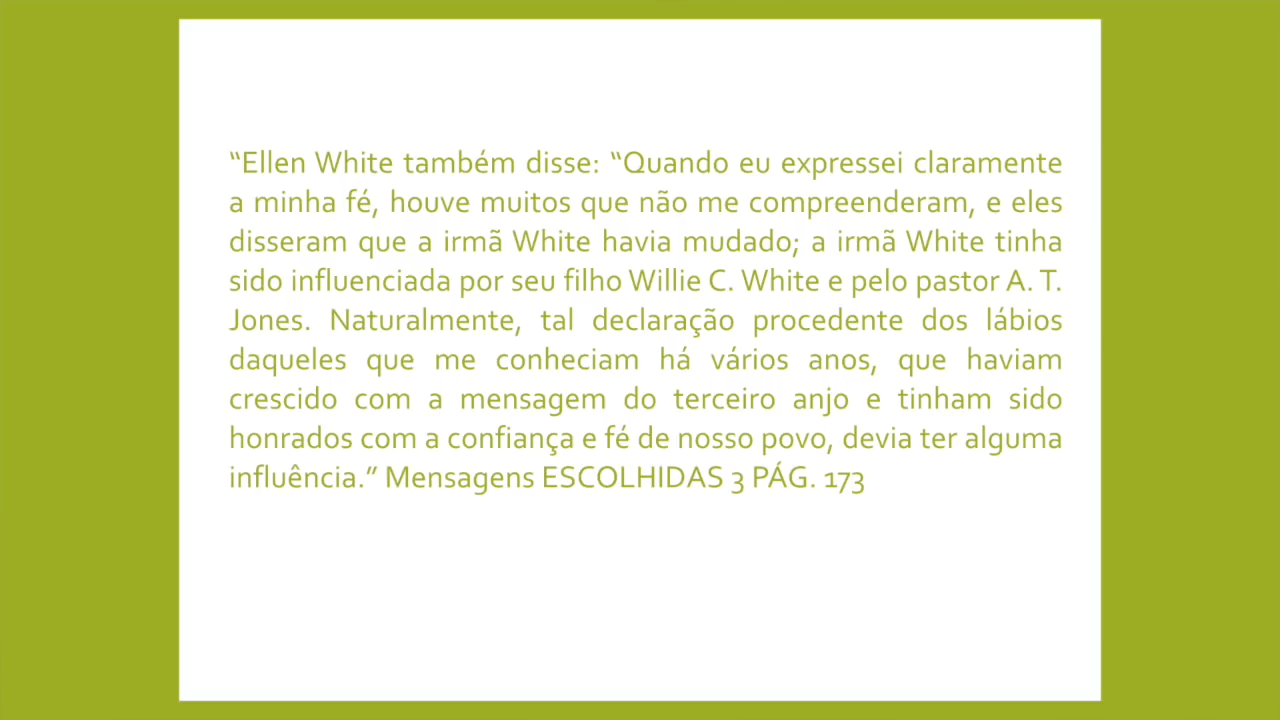 “Ellen White também disse: “Quando eu expressei claramente
a minha fé, houve muitos que não me compreenderam, e eles
disseram que a irmã White havia mudado; a irmã White tinha
sido influenciada por seu filho Willie C. White e pelo pastor A. T.
Jones. Naturalmente, tal declaração procedente dos lábios
daqueles que me conheciam há vários anos, que haviam
crescido com a mensagem do terceiro anjo e tinham sido
honrados com a confiança e fé de nosso povo, devia ter alguma
influência.” Mensagens ESCOLHIDAS 3 PÁG. 173